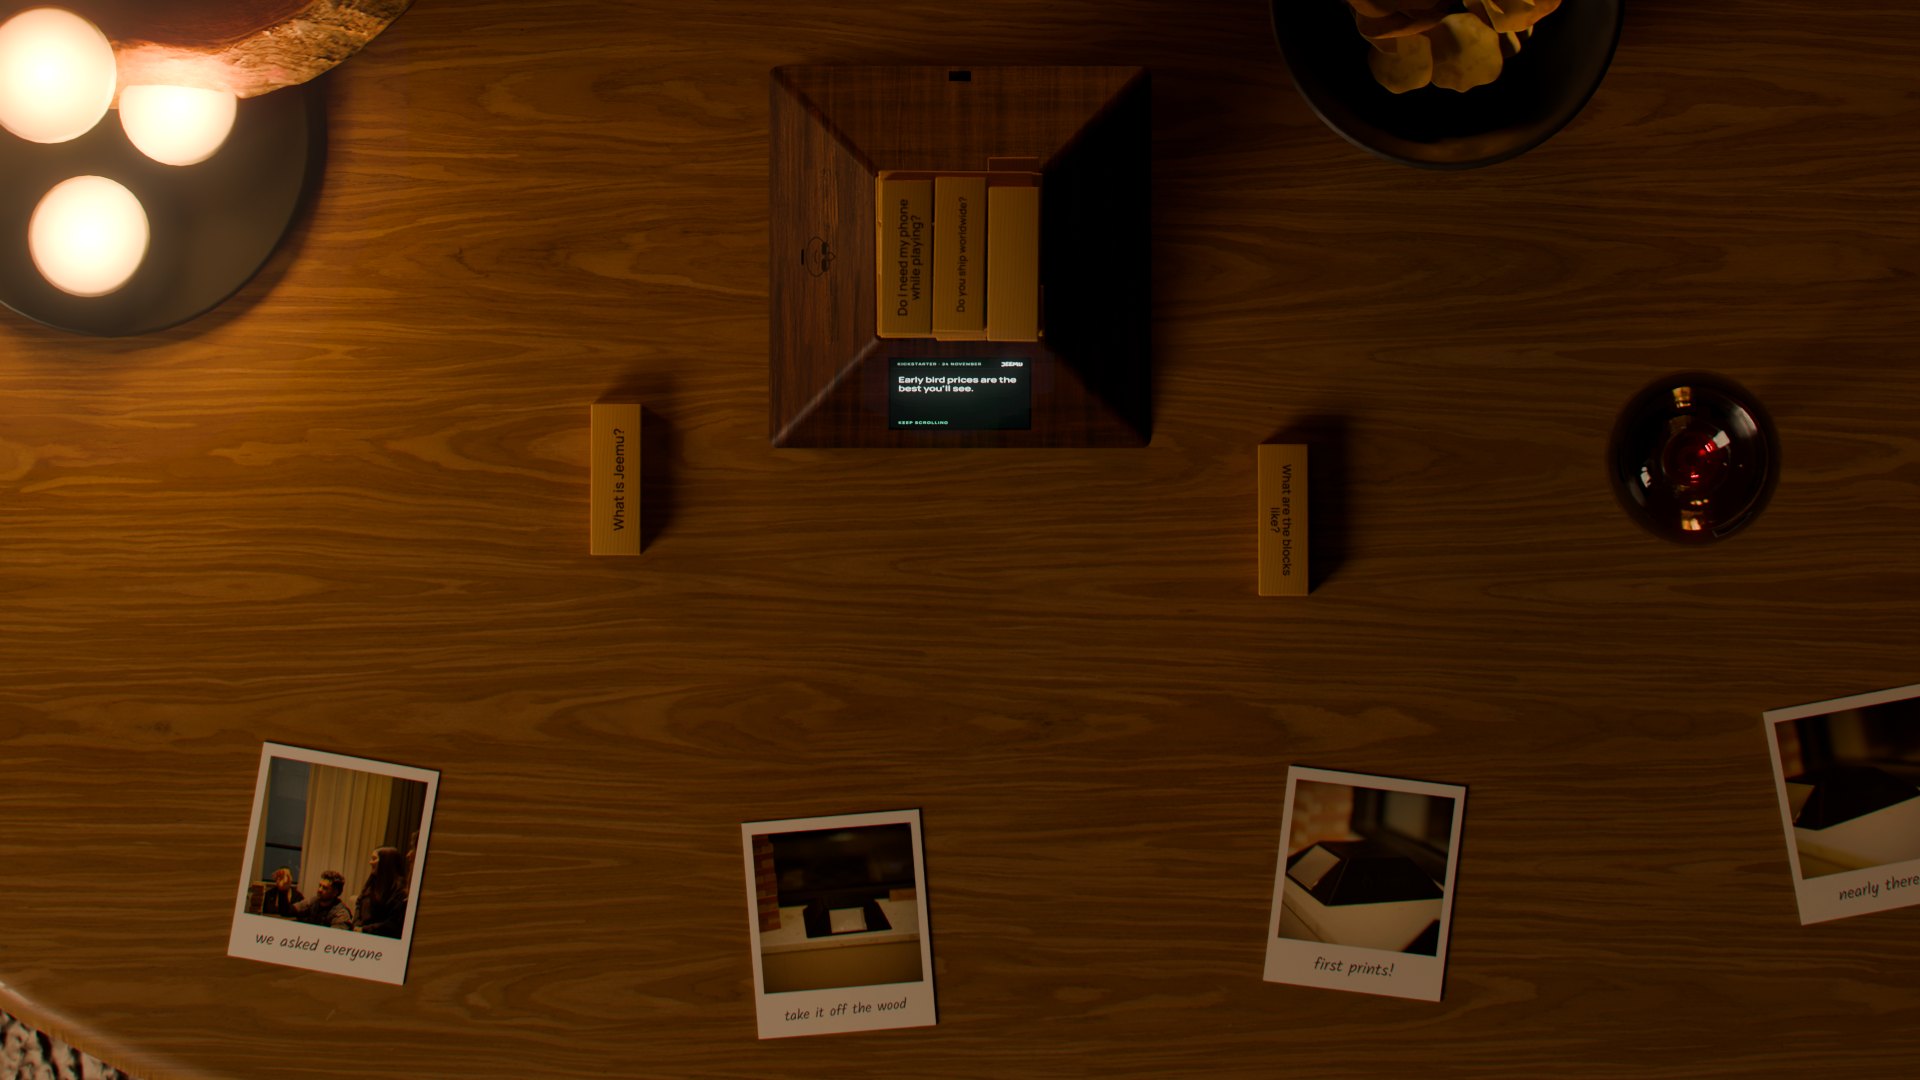 Do I need my phone
while playing?
Do you ship worldwide?
KICKSTARTER · 24 NOVEMBER
JEEMU
Early bird prices are the
best you'll see.
KEEP SCROLLING
What is Jeemu?
What are the blocks
like?
we asked everyone
take it off the wood
first prints!
nearly there